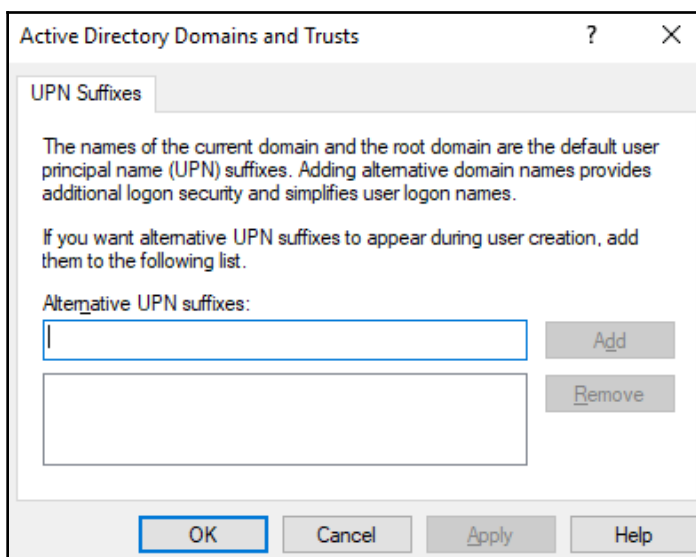 Active Directory Domains and Trusts ? X
UPN Suffixes
The names of the current domain and the root domain are the default user
principal name (UPN) suffixes. Adding alternative domain names provides
additional logon security and simplifies user logon names.
If you want alternative UPN suffixes to appear during user creation, add
them to the following list.
Alternative UPN suffixes:
Add
Remove
OK Cancel Apply Help